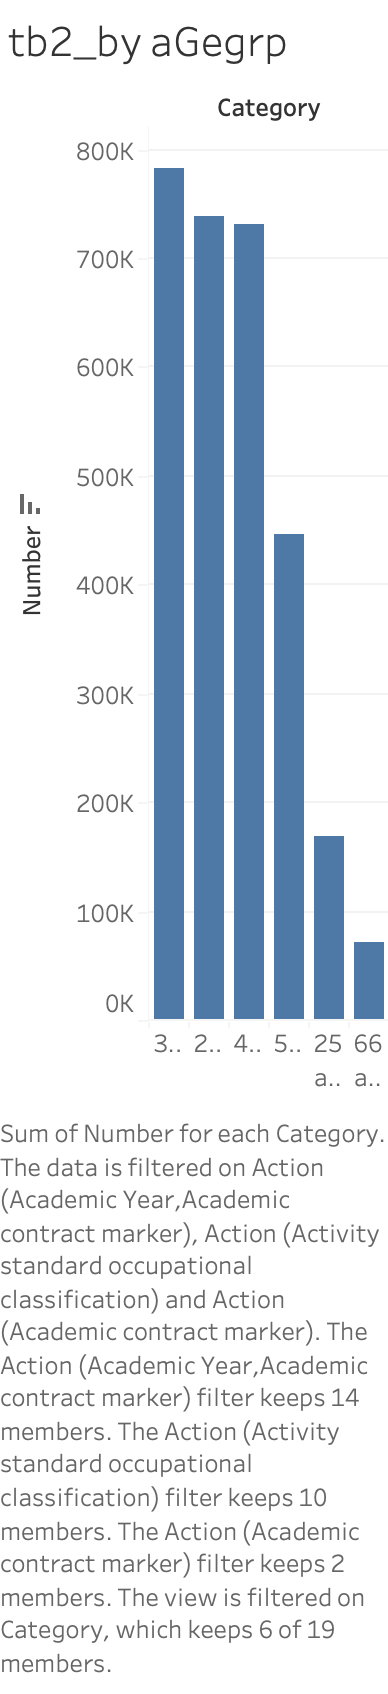 tb2_by aGegrp
Category
800K
700K
600K
500K
400K
300K
200K
100K
0K
Number
3.. 2.. 4.. 5.. 25 66
a.. a..
Sum of Number for each Category.
The data is filtered on Action
(Academic Year,Academic
contract marker), Action (Activity
standard occupational
classification) and Action
(Academic contract marker). The
Action (Academic Year,Academic
contract marker) filter keeps 14
members. The Action (Activity
standard occupational
classification) filter keeps 10
members. The Action (Academic
contract marker) filter keeps 2
members. The view is filtered on
Category, which keeps 6 of 19
members.